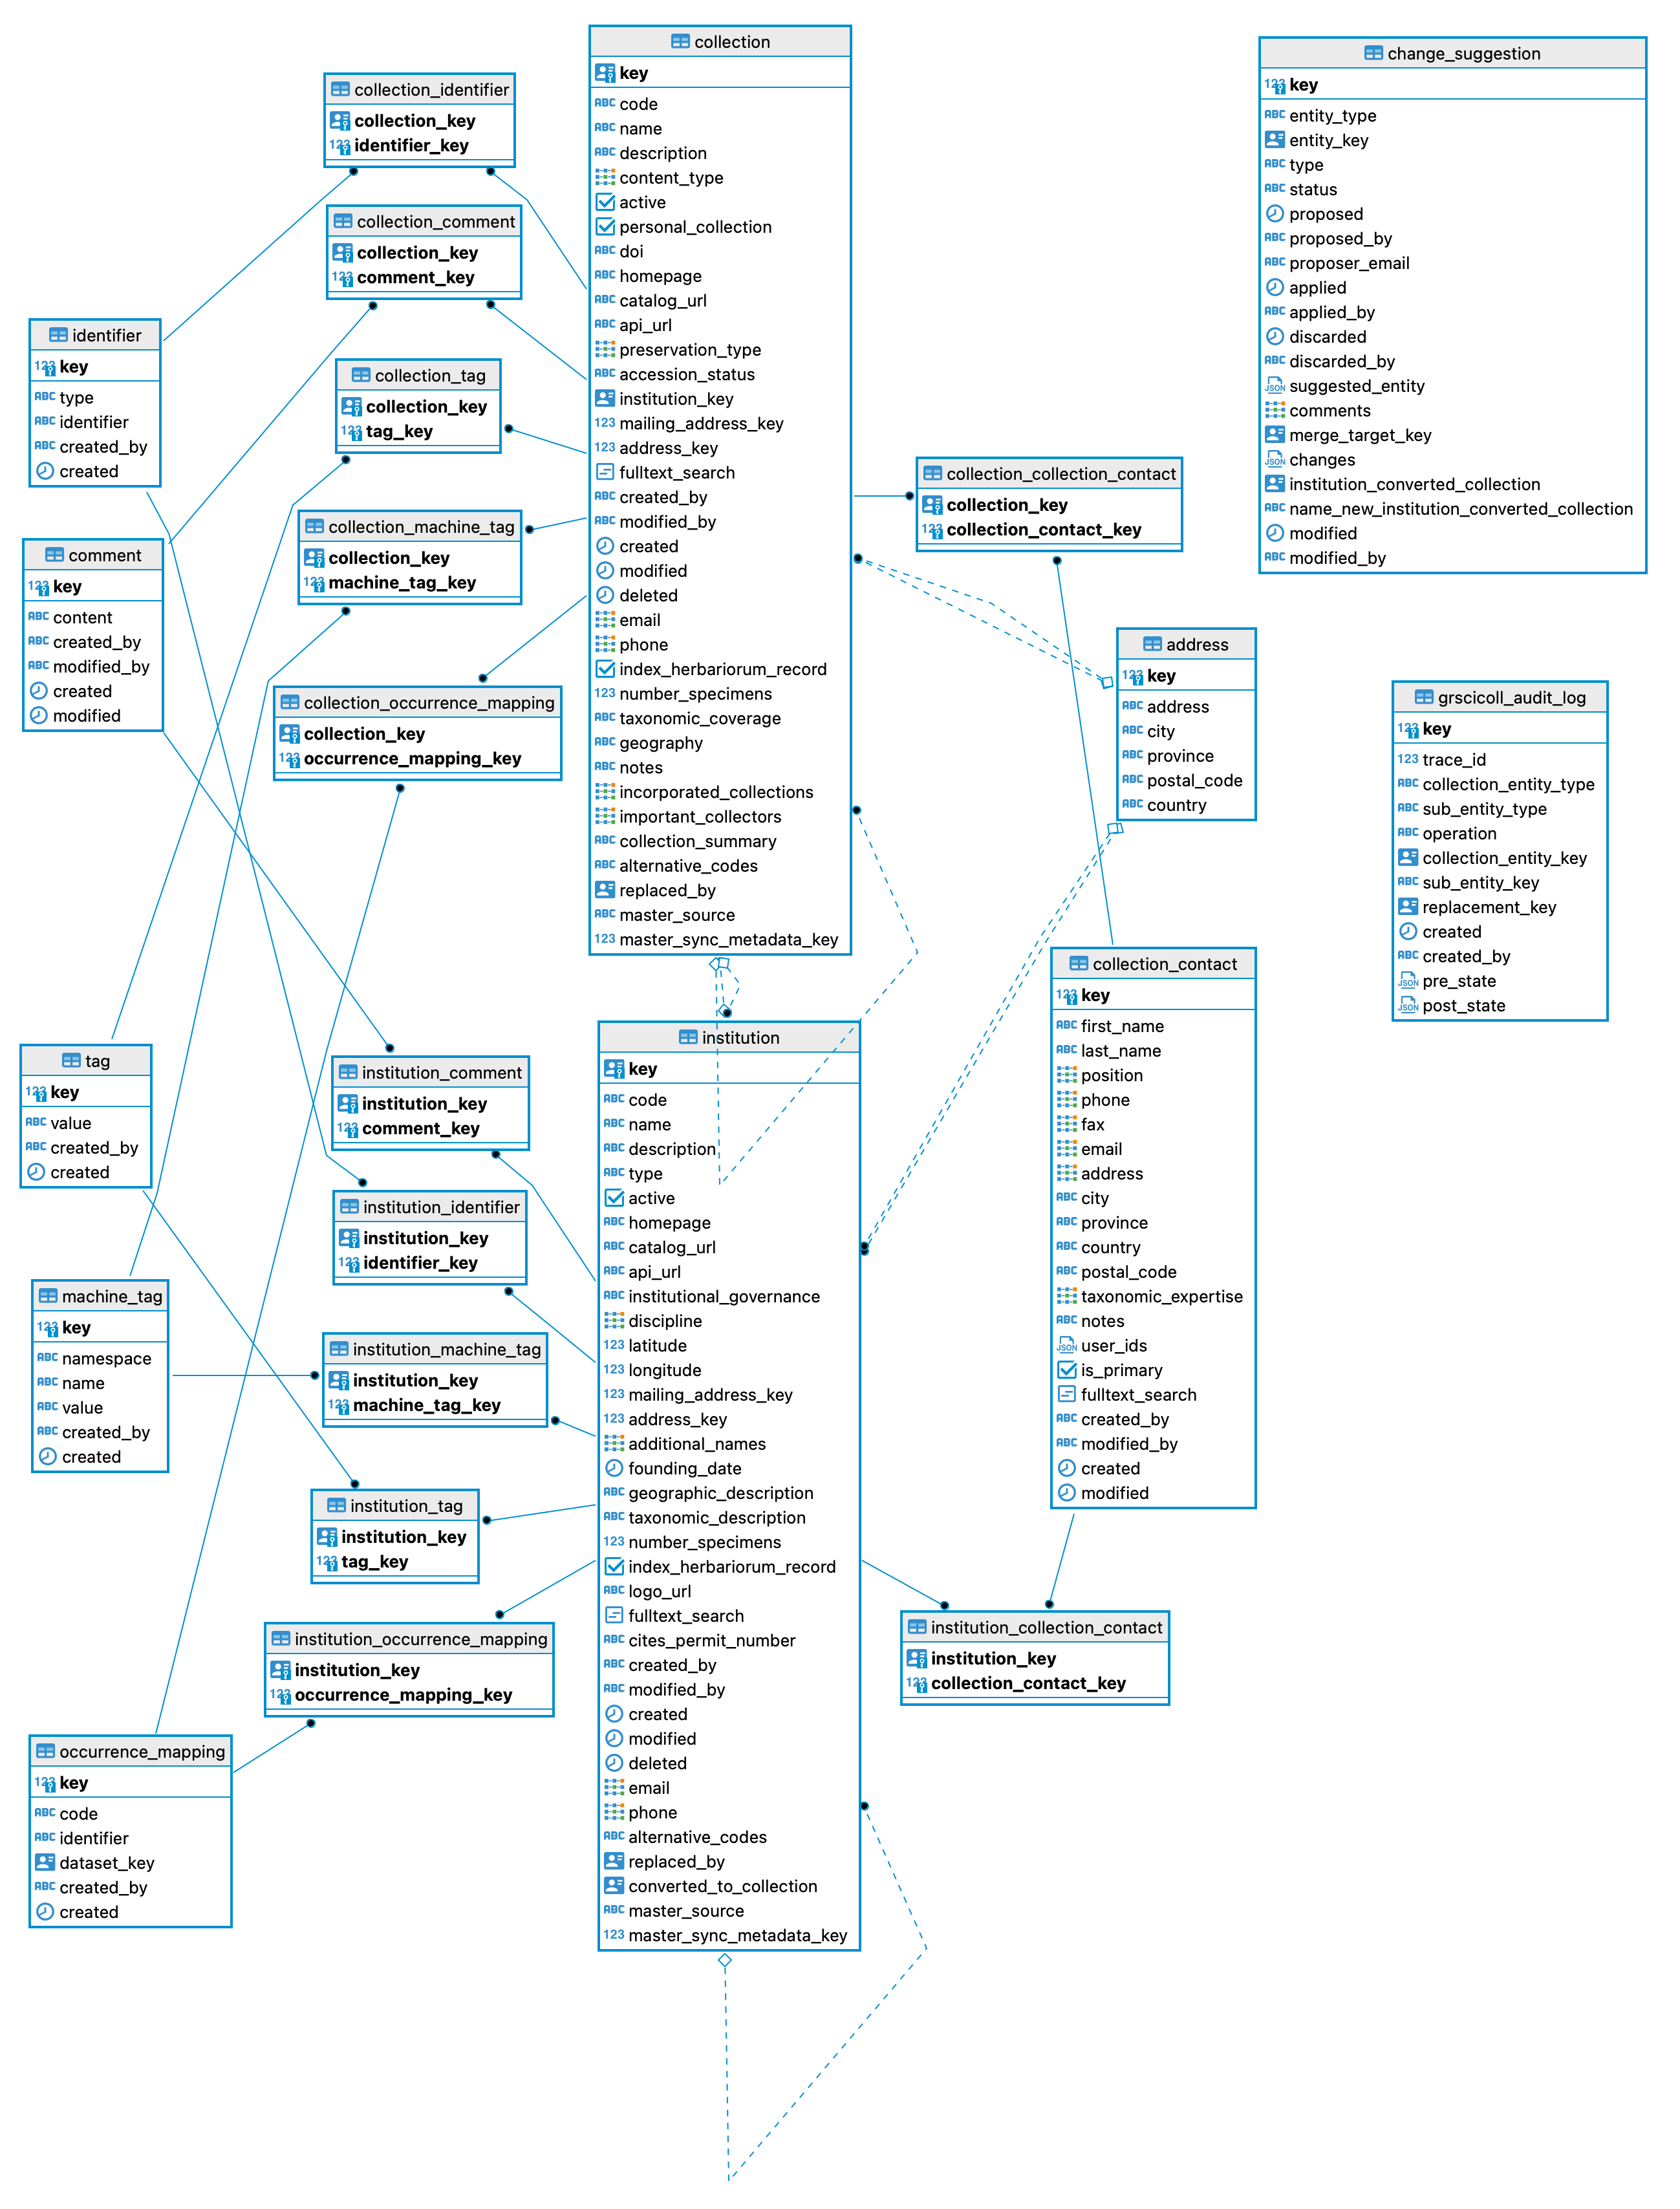 collection
key
code
name
description
content_type
active
personal_collection
doi
homepage
catalog_url
api_url
preservation_type
accession_status
institution_key
mailing_address_key
address_key
fulltext_search
created_by
modified_by
created
modified
deleted
email
phone
index_herbariorum_record
number_specimens
taxonomic_coverage
geography
notes
incorporated_collections
important_collectors
collection_summary
alternative_codes
replaced_by
master_source
master_sync_metadata_key
change_suggestion
key
entity_type
entity_key
type
status
proposed
proposed_by
proposer_email
applied
applied_by
discarded
discarded_by
suggested_entity
comments
merge_target_key
changes
institution_converted_collection
name_new_institution_converted_collection
modified
modified_by
collection_identifier
collection_key
identifier_key
collection_comment
collection_key
comment_key
identifier
key
type
identifier
created_by
created
collection_tag
collection_key
tag_key
collection_collection_contact
collection_key
collection_contact_key
collection_machine_tag
collection_key
machine_tag_key
comment
key
content
created_by
modified_by
created
modified
address
key
address
city
province
postal_code
country
collection_occurrence_mapping
collection_key
occurrence_mapping_key
grscicoll_audit_log
key
trace_id
collection_entity_type
sub_entity_type
operation
collection_entity_key
sub_entity_key
replacement_key
created
created_by
pre_state
post_state
collection_contact
key
first_name
last_name
position
phone
fax
email
address
city
province
country
postal_code
taxonomic_expertise
notes
user_ids
is_primary
fulltext_search
created_by
modified_by
created
modified
institution
key
code
name
description
type
active
homepage
catalog_url
api_url
institutional_governance
discipline
latitude
longitude
mailing_address_key
address_key
additional_names
founding_date
geographic_description
taxonomic_description
number_specimens
index_herbariorum_record
logo_url
fulltext_search
cites_permit_number
created_by
modified_by
created
modified
deleted
email
phone
alternative_codes
replaced_by
converted_to_collection
master_source
master_sync_metadata_key
tag
key
value
created_by
created
institution_comment
institution_key
comment_key
institution_identifier
institution_key
identifier_key
machine_tag
key
namespace
name
value
created_by
created
institution_machine_tag
institution_key
machine_tag_key
institution_tag
institution_key
tag_key
institution_occurrence_mapping
institution_key
occurrence_mapping_key
institution_collection_contact
institution_key
collection_contact_key
occurrence_mapping
key
code
identifier
dataset_key
created_by
created